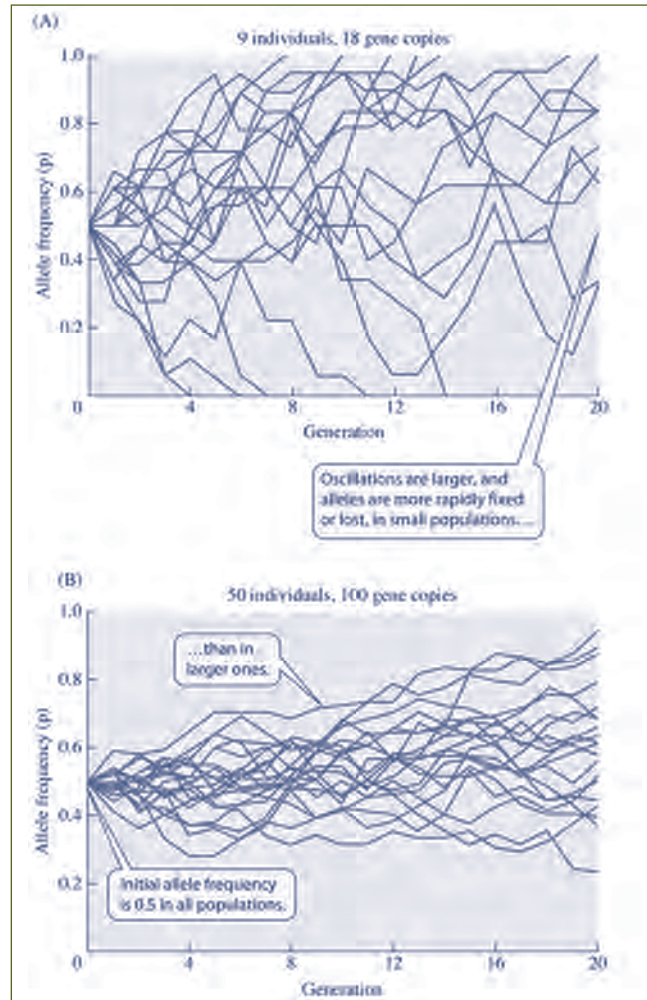 (A)
9 individuals, 18 gene copies
1.0
0.8
0.6
0.4
0.2
Allele frequency (p)
0 4 8 12 16 20
Generation
Oscillations are larger, and
alleles are more rapidly fixed
or lost, in small populations....
(B)
50 individuals, 100 gene copies
1.0
...than in
larger ones.
0.8
0.6
0.4
Allele frequency (p)
Initial allele frequency
is 0.5 in all populations.
0.2
0 4 8 12 16 20
Generation